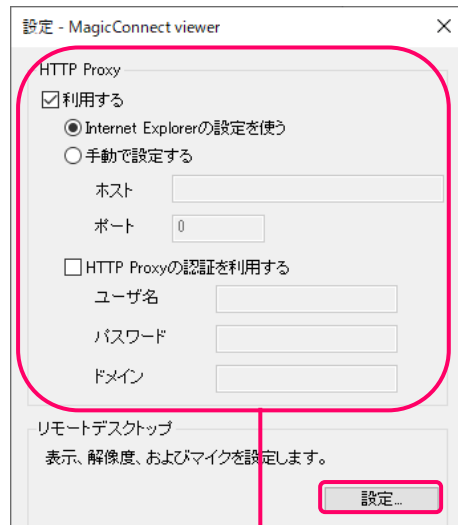 設定 - MagicConnect viewer
HTTP Proxy
利用する
Internet Explorerの設定を使う
手動で設定する
ホスト
ポート 0
HTTP Proxyの認証を利用する
ユーザ名
パスワード
ドメイン
リモートデスクトップ
表示、解像度、およびマイクを設定します。
設定...